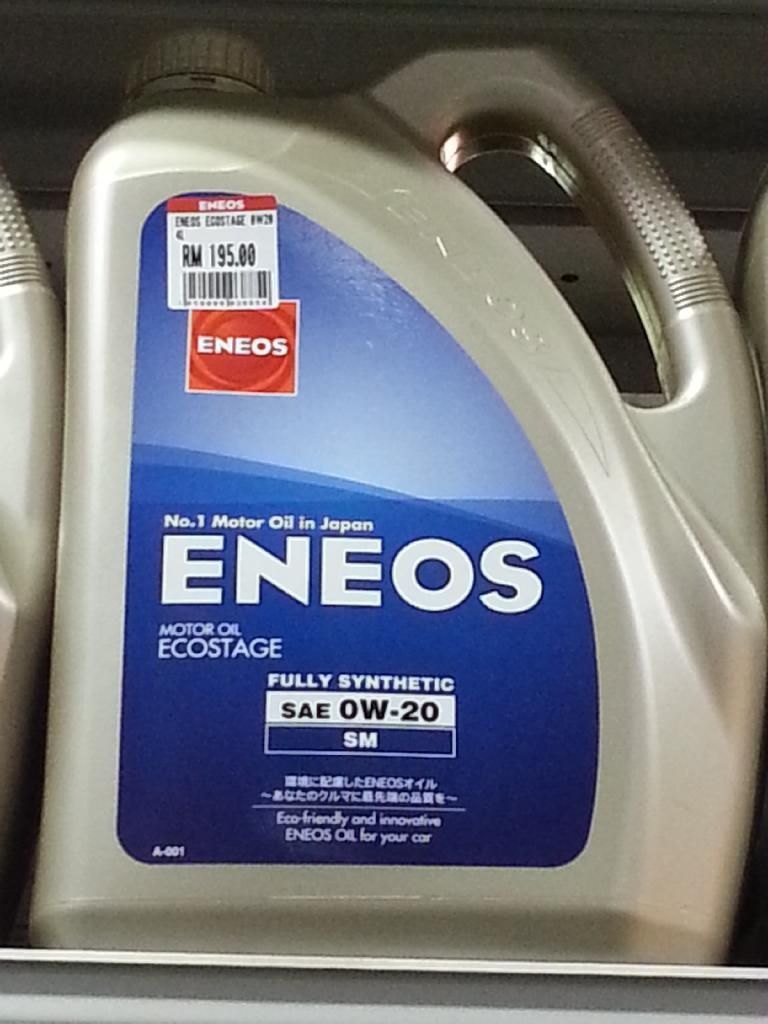 ENEOS
ENEOS ECOSTAGE 0W20
4L
RM 195.00
ENEOS
No.1 Motor Oil in Japan
ENEOS
MOTOR OIL
ECOSTAGE
FULLY SYNTHETIC
SAE 0W-20
SM
環境に配慮したENEOSオイル
～あなたのクルマに最先端の品質を～
Eco-friendly and innovative
ENEOS OIL for your car
A-001